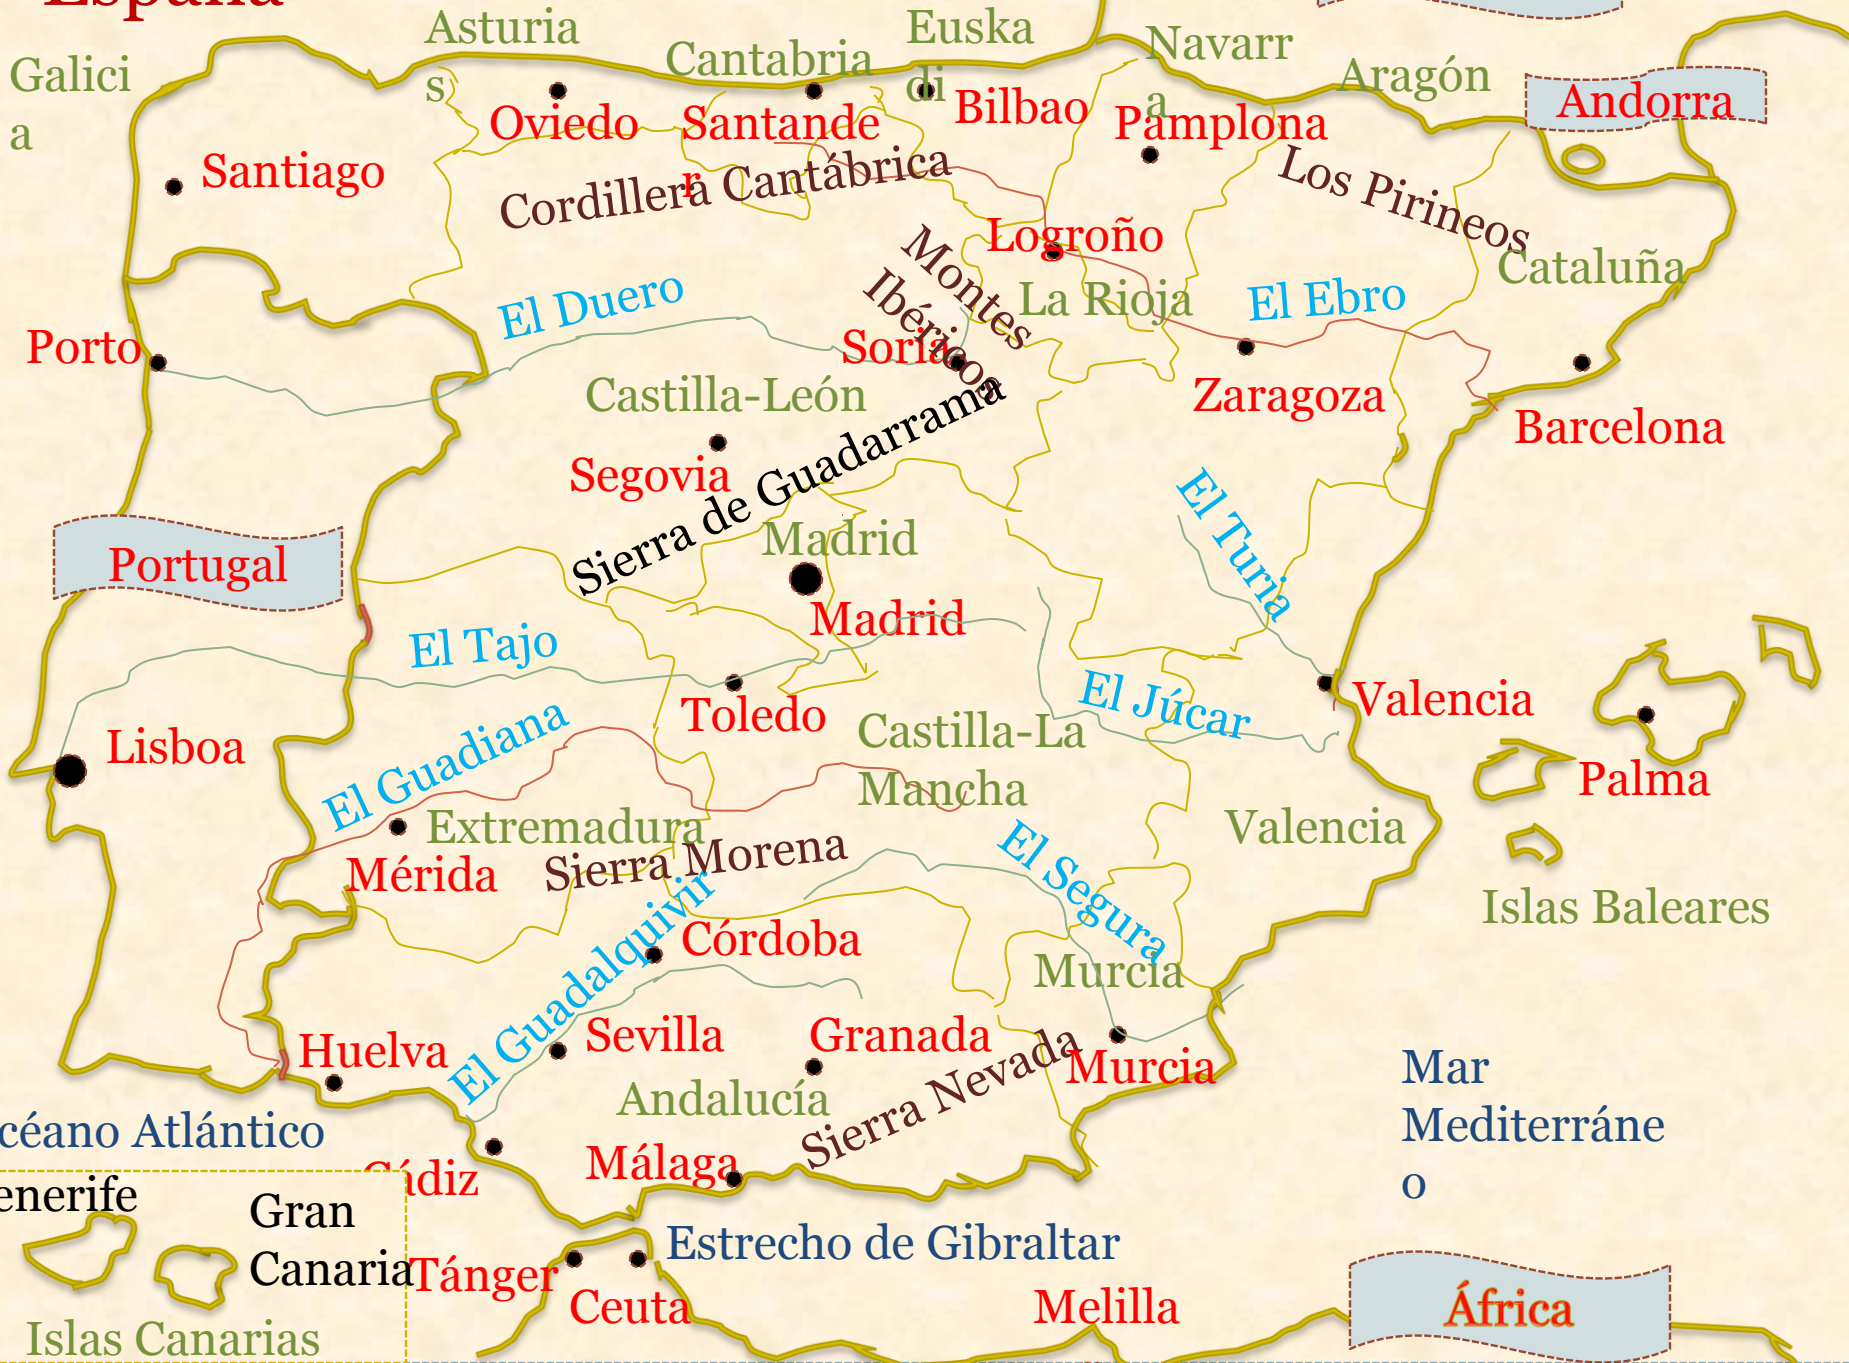 España
Asturia
s
Cantabria
Euska
di
Navarr
a
Aragón
Galici
a
Andorra
Oviedo
Santande
r
Bilbao
Pamplona
Santiago
Cordillera Cantábrica
Los Pirineos
Logroño
Montes
Ibéricos
Cataluña
La Rioja
El Duero
El Ebro
Porto
Soria
Castilla-León
Zaragoza
Barcelona
Segovia
Sierra de Guadarrama
El Turia
Madrid
Portugal
Madrid
El Tajo
Toledo
El Júcar
Valencia
Castilla-La
Mancha
Lisboa
El Guadiana
Palma
Extremadura
Valencia
Mérida
Sierra Morena
El Segura
Islas Baleares
El Guadalquivir
Córdoba
Murcia
Huelva
Sevilla
Granada
Sierra Nevada
Murcia
Andalucía
Mar
Mediterráne
o
céano Atlántico
Málaga
Cádiz
enerife
Gran
Canaria
Estrecho de Gibraltar
Tánger
Ceuta
Melilla
África
Islas Canarias